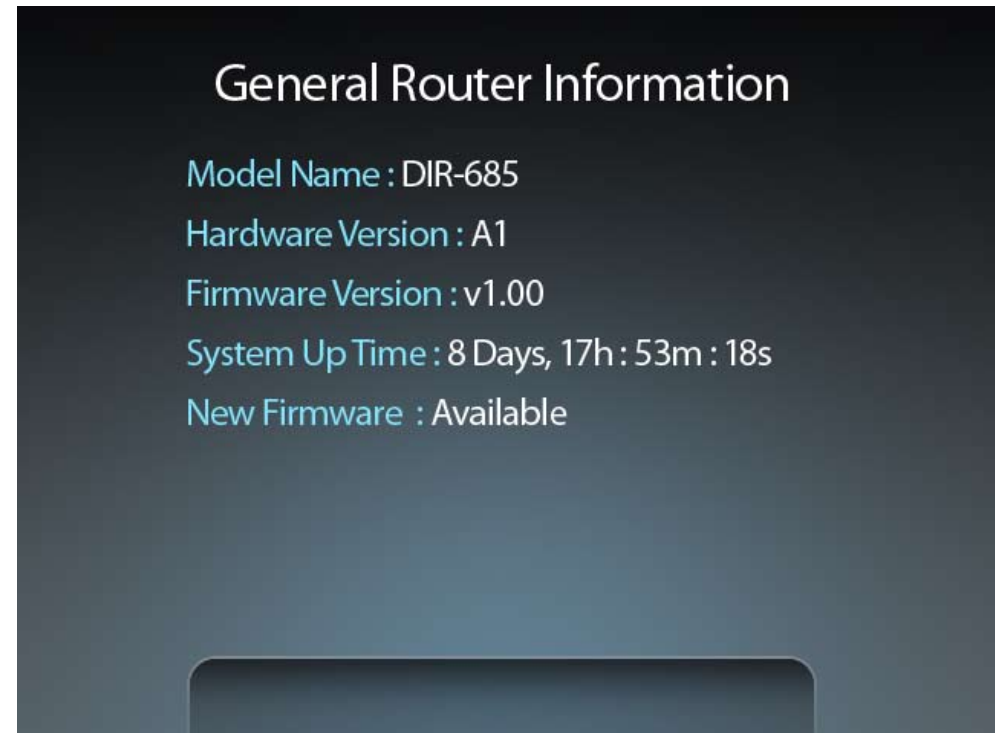 General Router Information
Model Name : DIR-685
Hardware Version : A1
Firmware Version : v1.00
System Up Time : 8 Days, 17h : 53m : 18s
New Firmware : Available